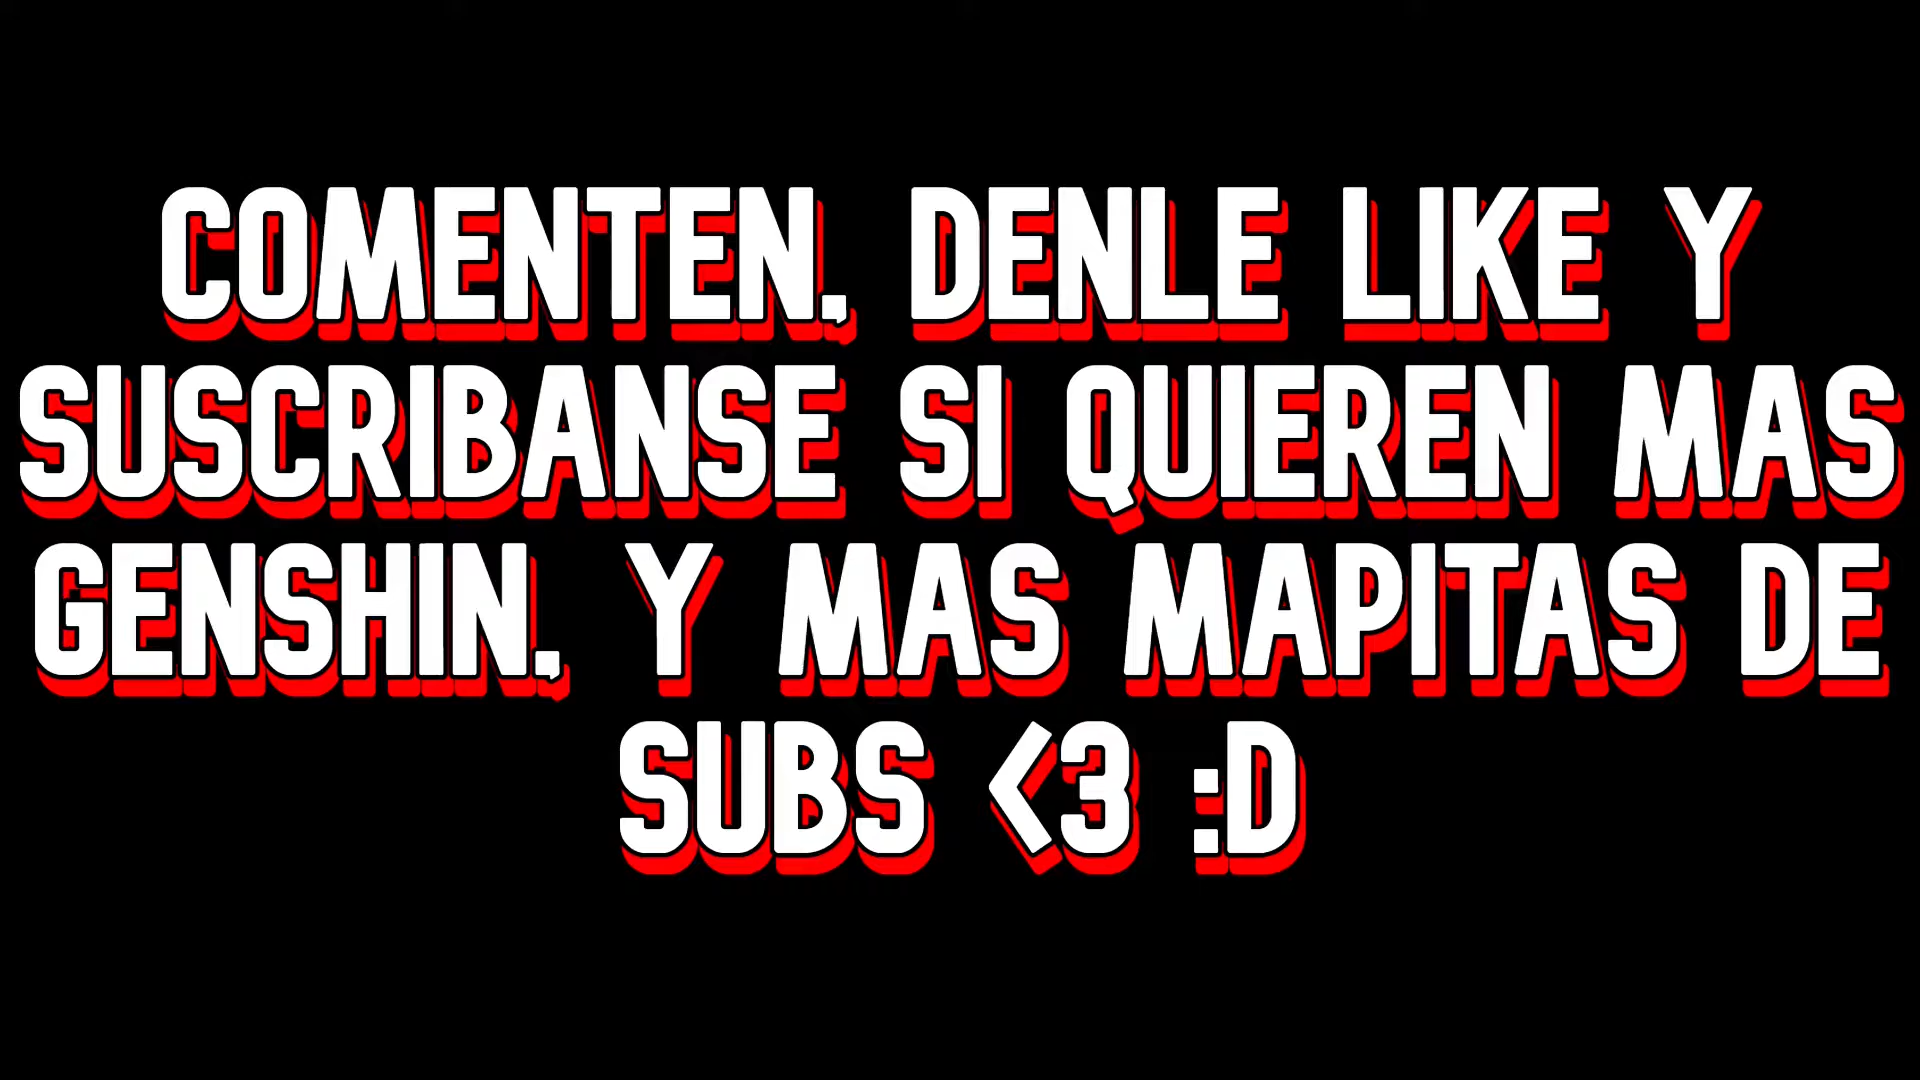 COMENTEN, DENLE LIKE Y
SUSCRIBANSE SI QUIEREN MAS
GENSHIN, Y MAS MAPITAS DE
SUBS <3 :D